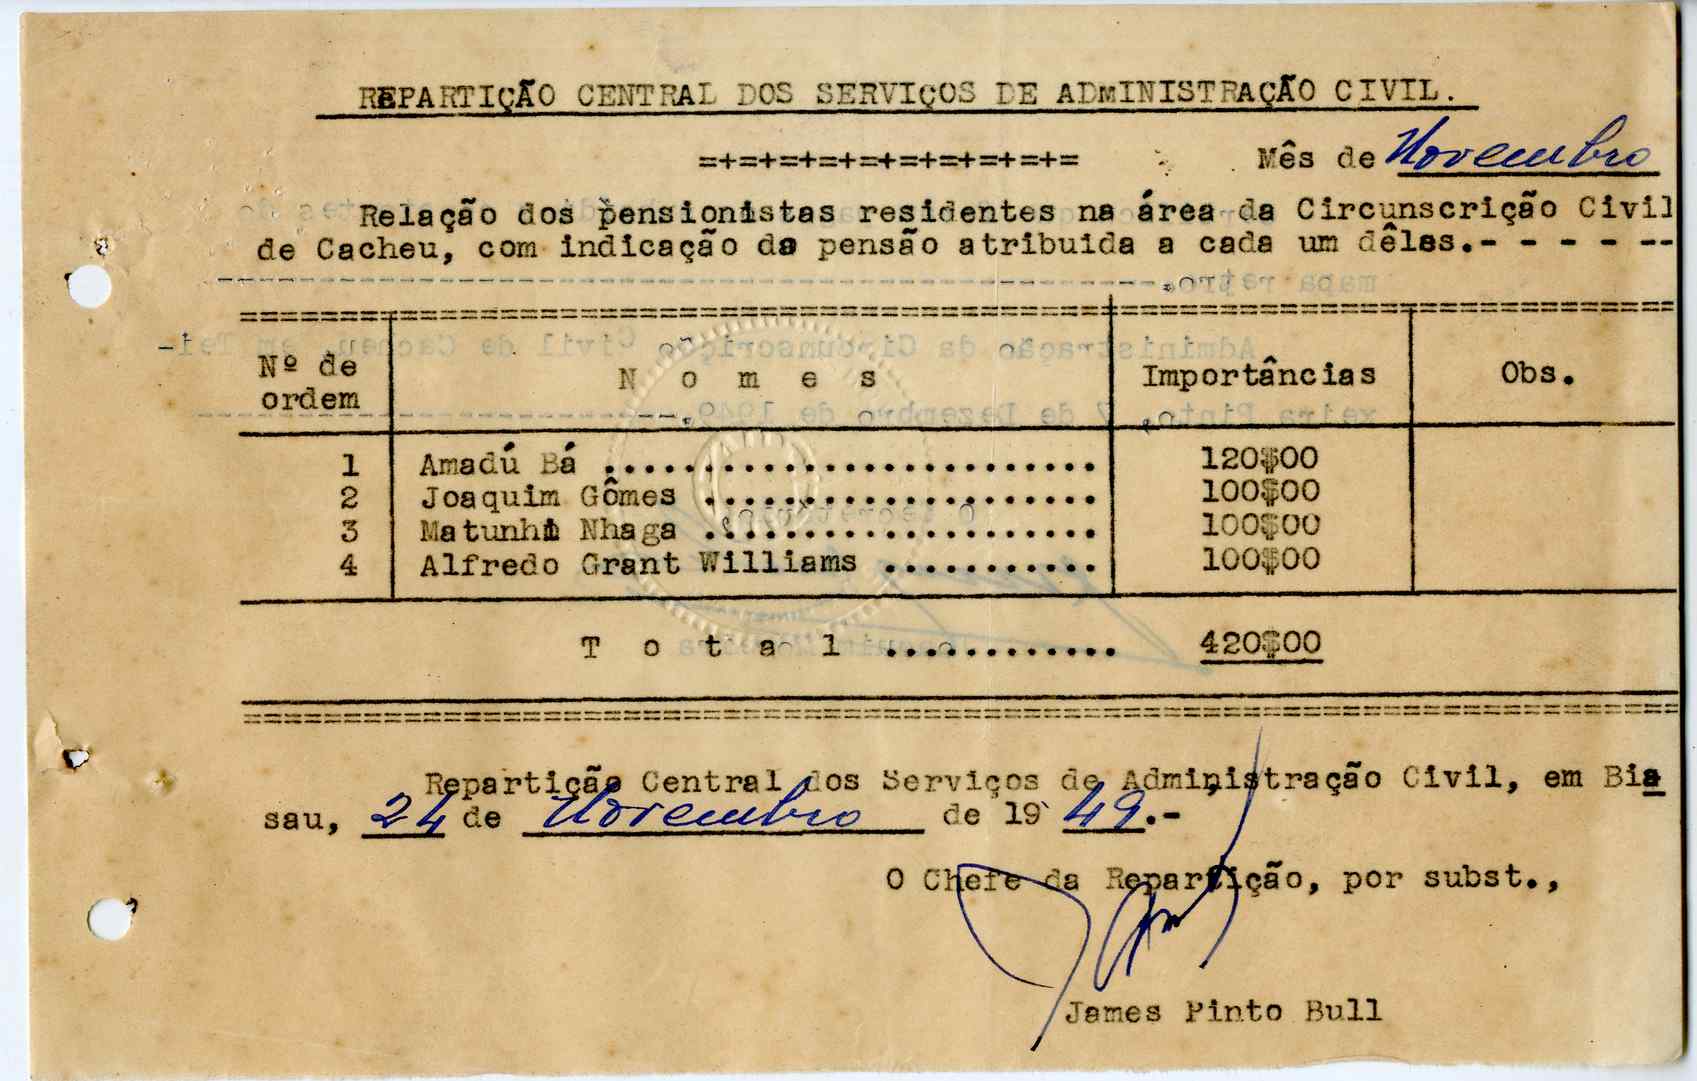 REPARTIÇÃO CENTRAL DOS SERVIÇOS DE ADMINISTRAÇÃO CIVIL.
=+=+=+=+=+=+=+=+=+= Mês de Novembro
Relação dos pensionistas residentes na área da Circunscrição Civil
de Cacheu, com indicação da pensão atribuida a cada um dêles.- - - - - --
Nº de ordem N o m e s Importâncias Obs.
1 Amadú Bá ......................... 120$00
2 Joaquim Gômes .................... 100$00
3 Nhaga .................... 100$00
4 Alfredo Grant Williams ........... 100$00
T o t a l ............ 420$00
Repartição Central dos Serviços de Administração Civil, em Bis
sau, 24 de Novembro de 19 49.-
O Chefe da Repartição, por subst.,
James Pinto Bull